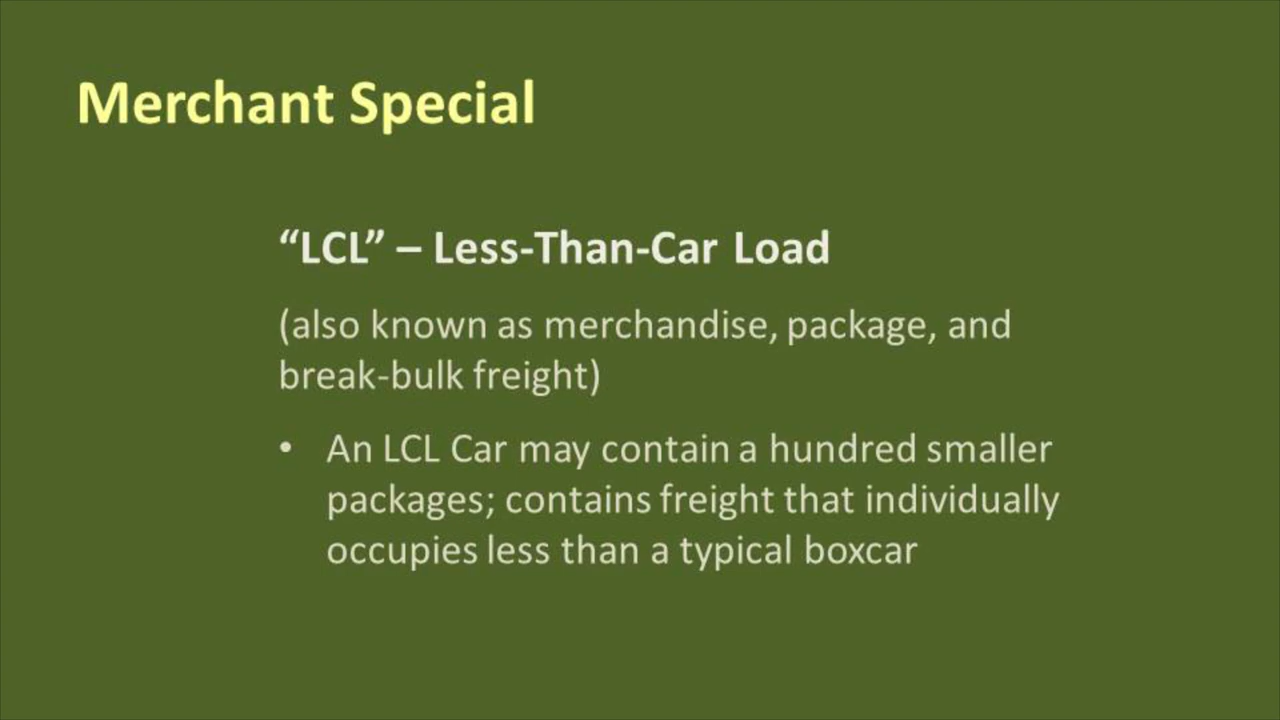 Merchant Special
“LCL” – Less-Than-Car Load
(also known as merchandise, package, and
break-bulk freight)
• An LCL Car may contain a hundred smaller
packages; contains freight that individually
occupies less than a typical boxcar